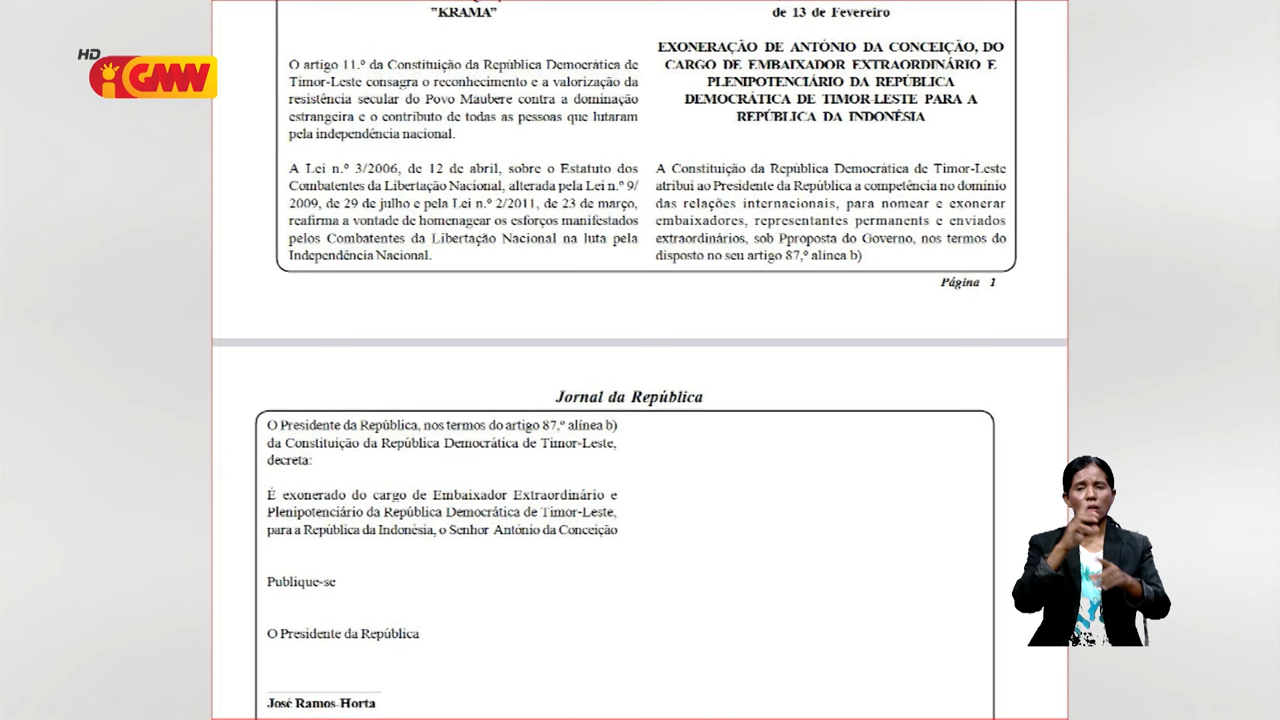 HD
GMN
"KRAMA"
O artigo 11.º da Constituição da República Democrática de
Timor-Leste consagra o reconhecimento e a valorização da
resistência secular do Povo Maubere contra a dominação
estrangeira e o contributo de todas as pessoas que lutaram
pela independência nacional.
A Lei n.º 3/2006, de 12 de abril, sobre o Estatuto dos
Combatentes da Libertação Nacional, alterada pela Lei n.º 9/
2009, de 29 de julho e pela Lei n.º 2/2011, de 23 de março,
reafirma a vontade de homenagear os esforços manifestados
pelos Combatentes da Libertação Nacional na luta pela
Independência Nacional.
de 13 de Fevereiro
EXONERAÇÃO DE ANTÓNIO DA CONCEIÇÃO, DO
CARGO DE EMBAIXADOR EXTRAORDINÁRIO E
PLENIPOTENCIÁRIO DA REPÚBLICA
DEMOCRÁTICA DE TIMOR-LESTE PARA A
REPÚBLICA DA INDONÉSIA
A Constituição da República Democrática de Timor-Leste
atribui ao Presidente da República a competência no domínio
das relações internacionais, para nomear e exonerar
embaixadores, representantes permanents e enviados
extraordinários, sob Pproposta do Governo, nos termos do
disposto no seu artigo 87,º alinea b)
Página 1
Jornal da República
O Presidente da República, nos termos do artigo 87,º alínea b)
da Constituição da República Democrática de Timor-Leste,
decreta:
É exonerado do cargo de Embaixador Extraordinário e
Plenipotenciário da República Democrática de Timor-Leste,
para a República da Indonésia, o Senhor António da Conceição
Publique-se
O Presidente da República
José Ramos-Horta